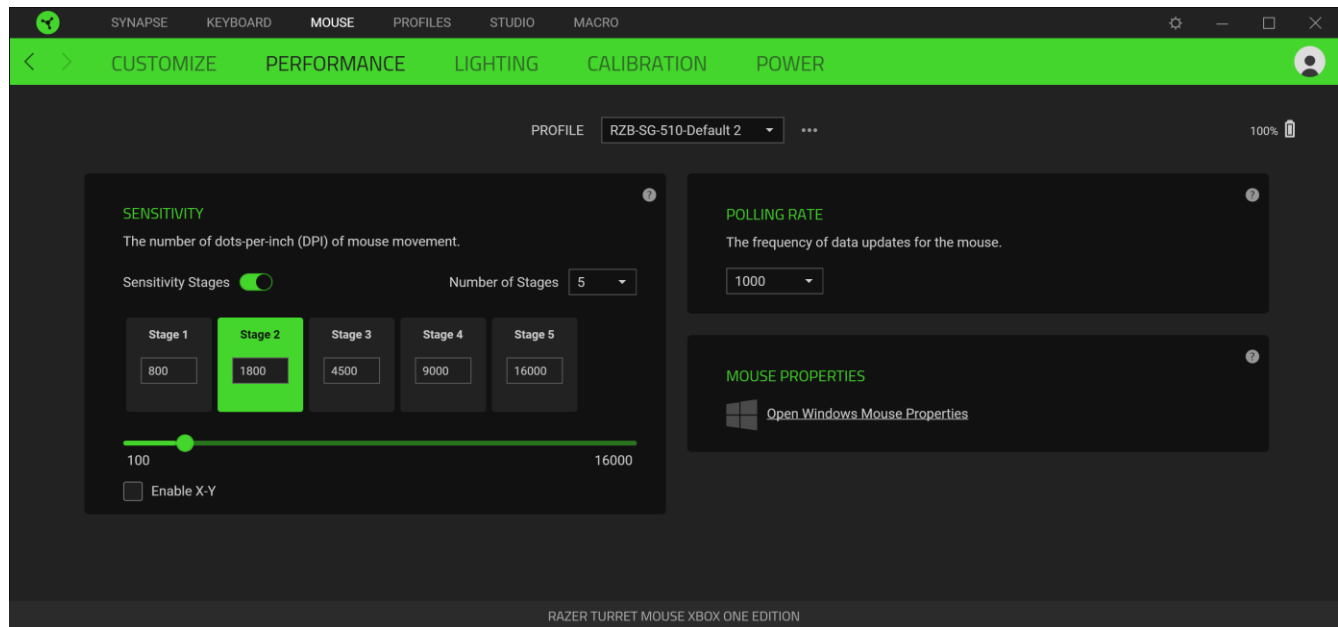 SYNAPSE KEYBOARD MOUSE PROFILES STUDIO MACRO
CUSTOMIZE PERFORMANCE LIGHTING CALIBRATION POWER
PROFILE RZB-SG-510-Default 2 ••• 100%
SENSITIVITY
The number of dots-per-inch (DPI) of mouse movement.
Sensitivity Stages Number of Stages 5
Stage 1 Stage 2 Stage 3 Stage 4 Stage 5
800 1800 4500 9000 16000
100 16000
Enable X-Y
POLLING RATE
The frequency of data updates for the mouse.
1000
MOUSE PROPERTIES
Open Windows Mouse Properties
RAZER TURRET MOUSE XBOX ONE EDITION